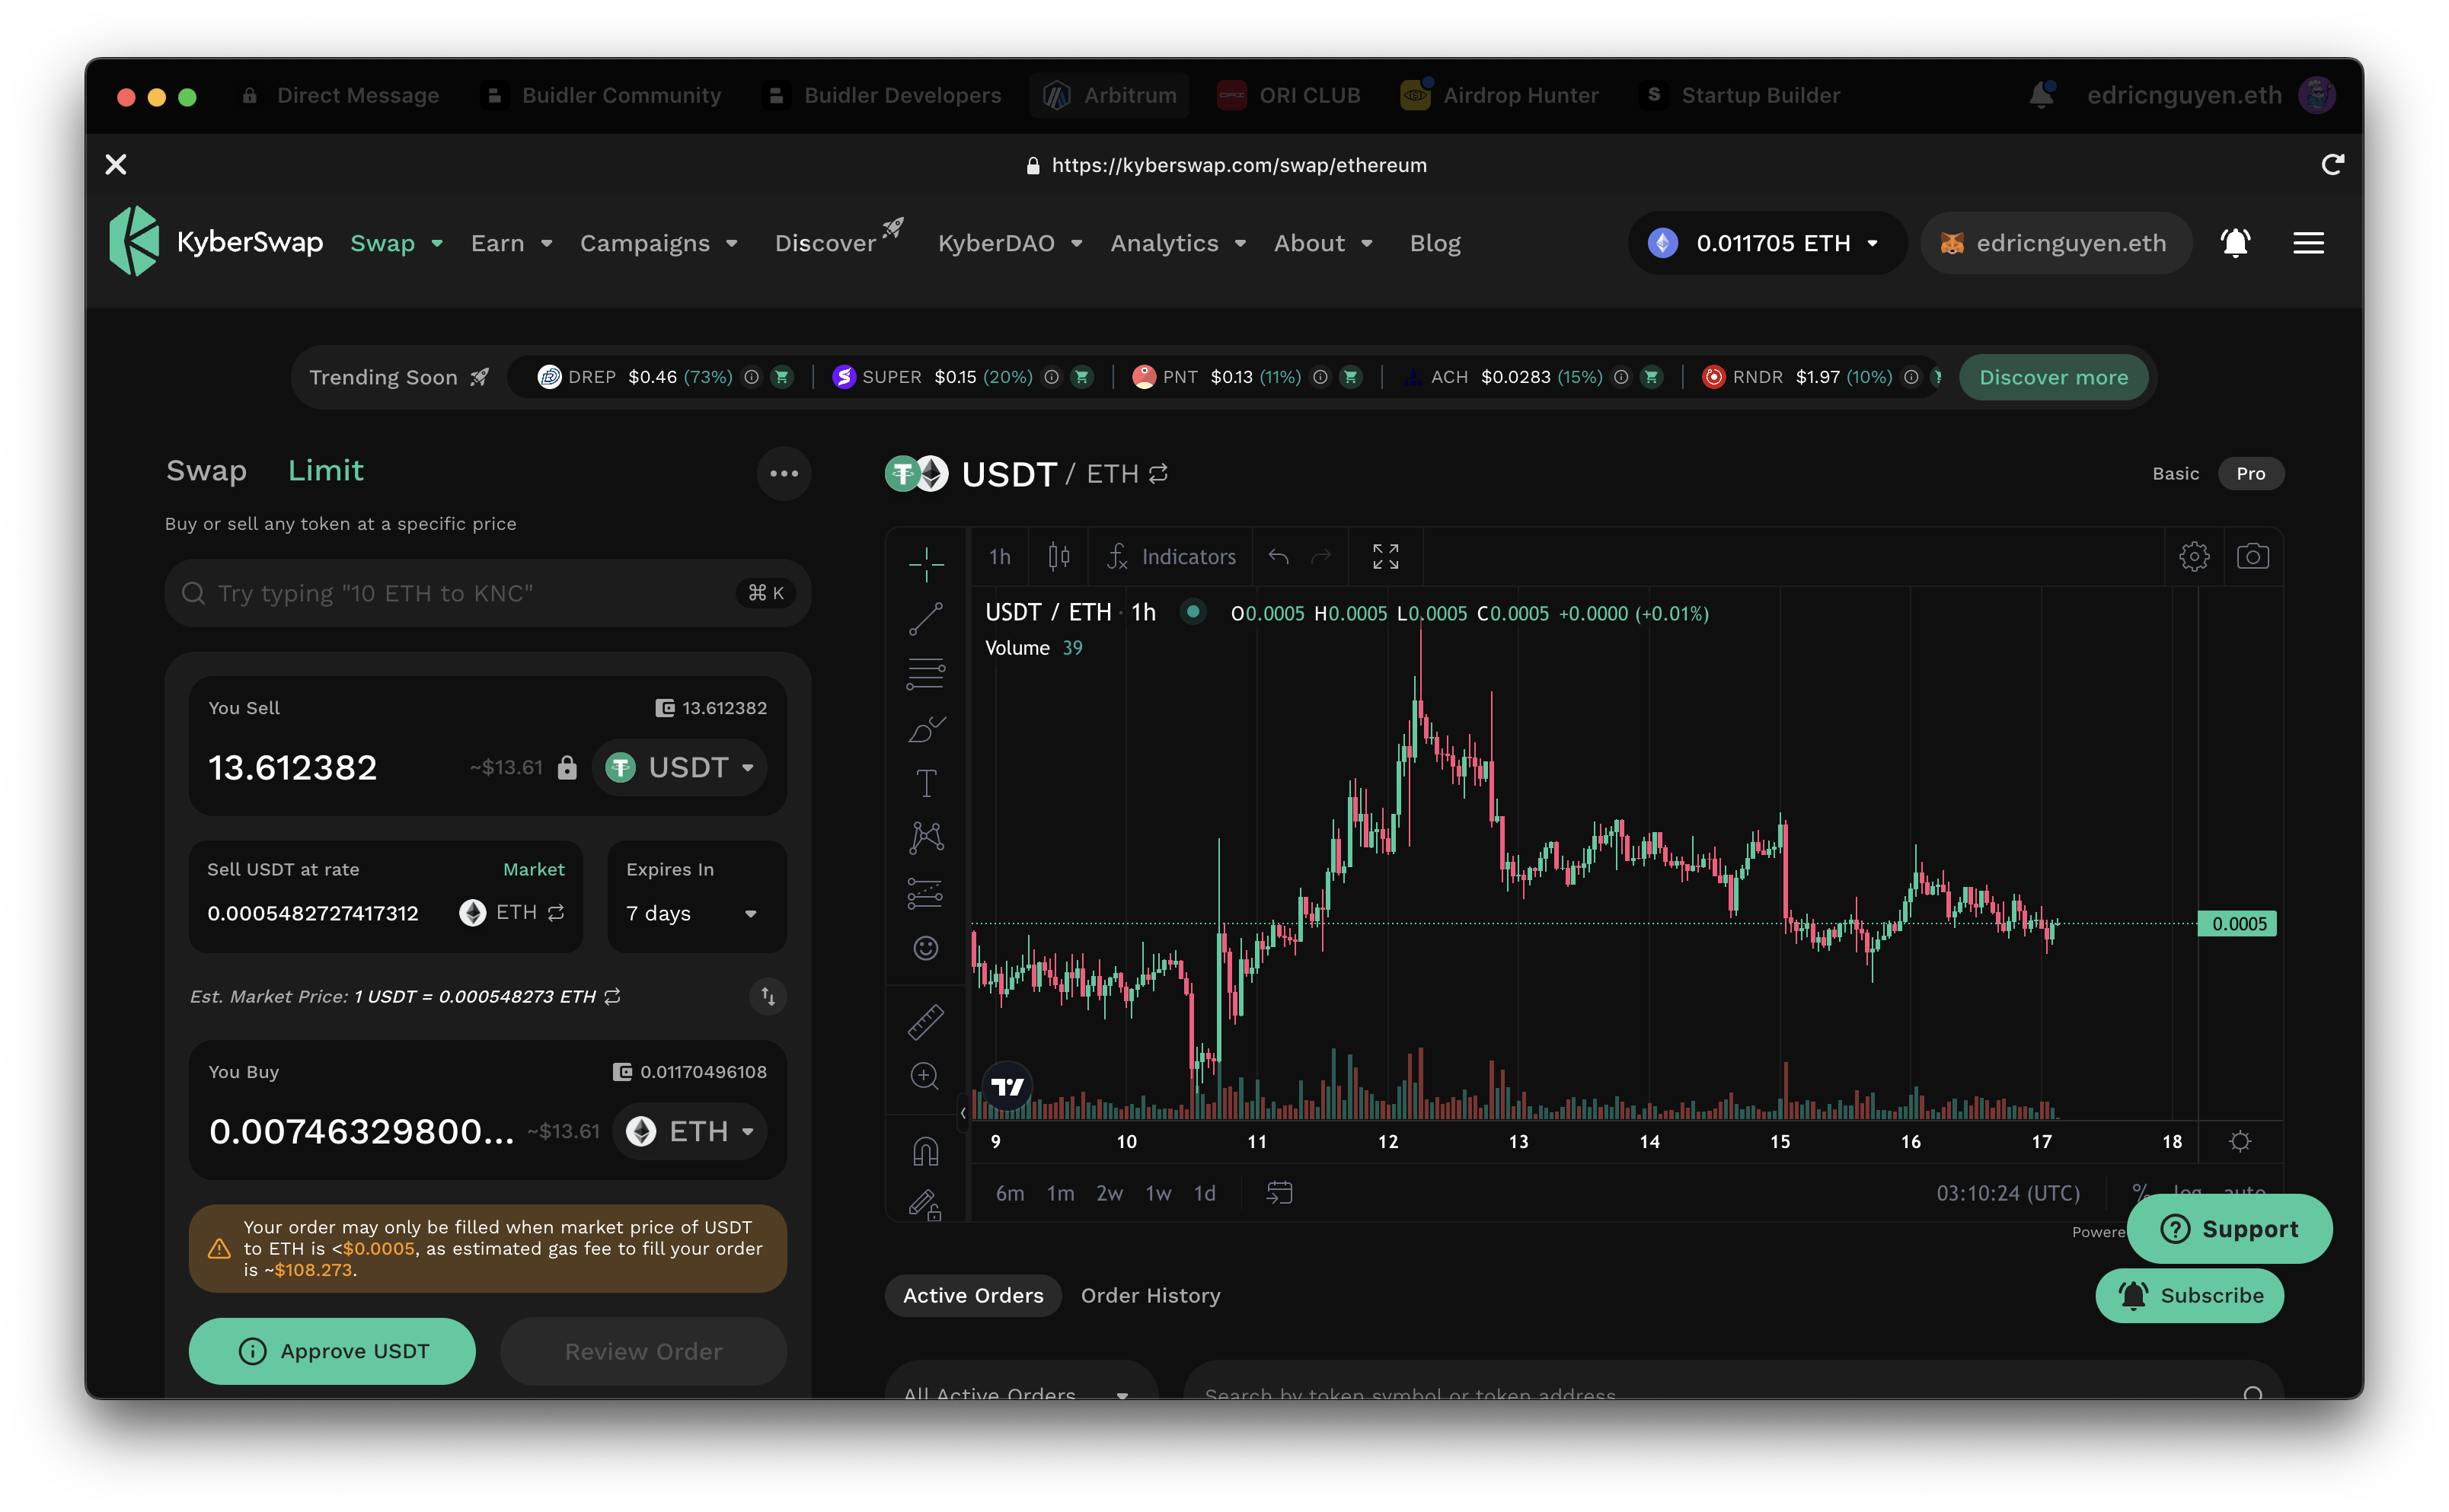 Direct Message Buidler Community Buidler Developers Arbitrum ORI CLUB Airdrop Hunter S Startup Builder edricnguyen.eth
https://kyberswap.com/swap/ethereum
KyberSwap Swap Earn Campaigns Discover KyberDAO Analytics About Blog 0.011705 ETH edricnguyen.eth
Trending Soon DREP $0.46 (73%) SUPER $0.15 (20%) PNT $0.13 (11%) ACH $0.0283 (15%) RNDR $1.97 (10%) Discover more
Swap Limit
Buy or sell any token at a specific price
Try typing "10 ETH to KNC" ⌘ K
You Sell 13.612382
13.612382 ~$13.61 USDT
Sell USDT at rate Market
0.0005482727417312 ETH
Expires In
7 days
Est. Market Price: 1 USDT = 0.000548273 ETH
You Buy 0.01170496108
0.00746329800... ~$13.61 ETH
Your order may only be filled when market price of USDT
to ETH is <$0.0005, as estimated gas fee to fill your order
is ~$108.273.
Approve USDT Review Order
USDT / ETH Basic Pro
1h Indicators
USDT / ETH · 1h O0.0005 H0.0005 L0.0005 C0.0005 +0.0000 (+0.01%)
Volume 39
0.0005
9 10 11 12 13 14 15 16 17 18
6m 1m 2w 1w 1d 03:10:24 (UTC) % log auto
Powere
Support
Active Orders Order History Subscribe
All Active Orders Search by token symbol or token address